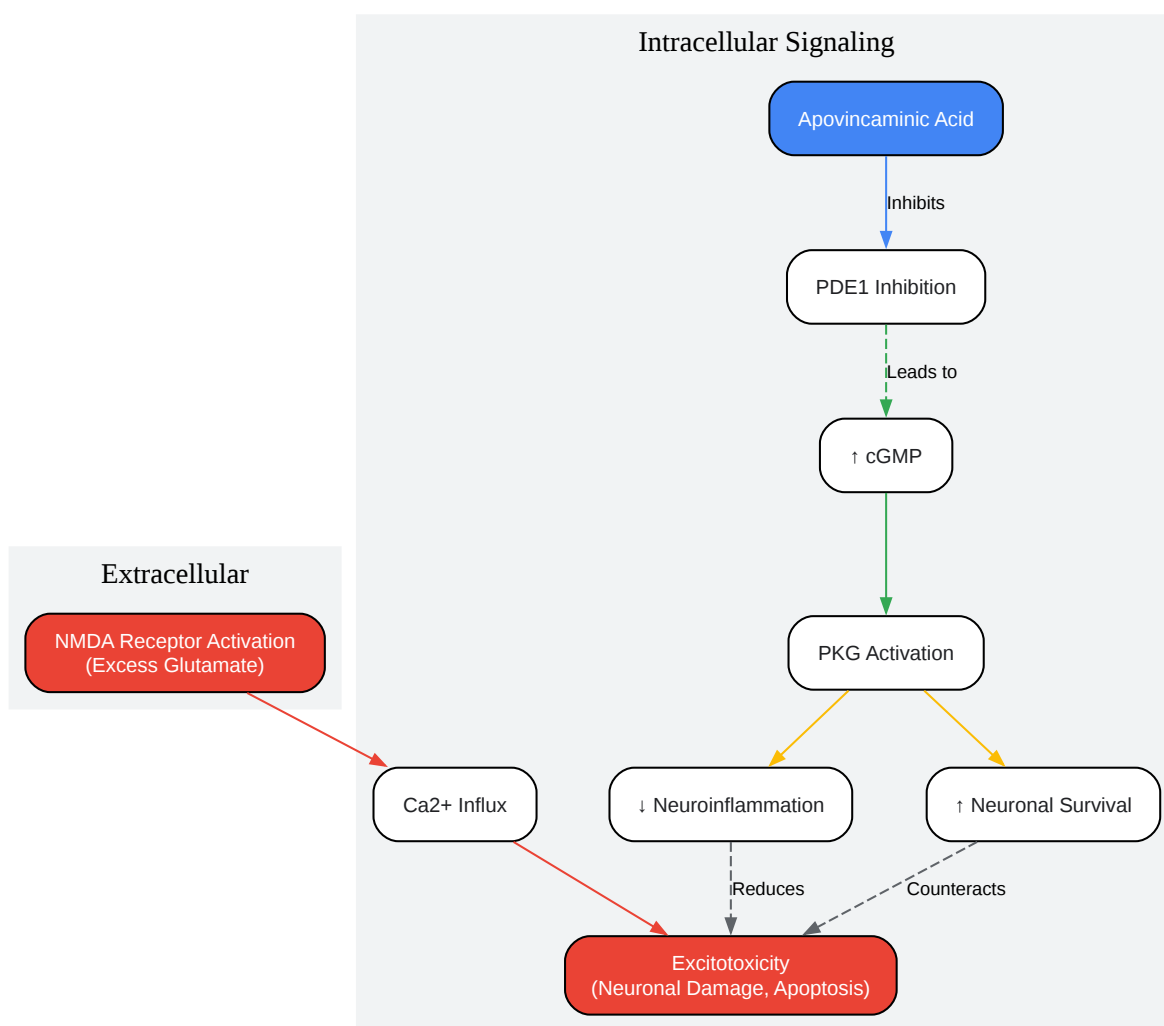 Intracellular Signaling
Apovincaminic Acid
Inhibits
PDE1 Inhibition
Leads to
↑ cGMP
Extracellular
NMDA Receptor Activation
(Excess Glutamate)
PKG Activation
Ca2+ Influx
↓ Neuroinflammation
↑ Neuronal Survival
Reduces
Counteracts
Excitotoxicity
(Neuronal Damage, Apoptosis)